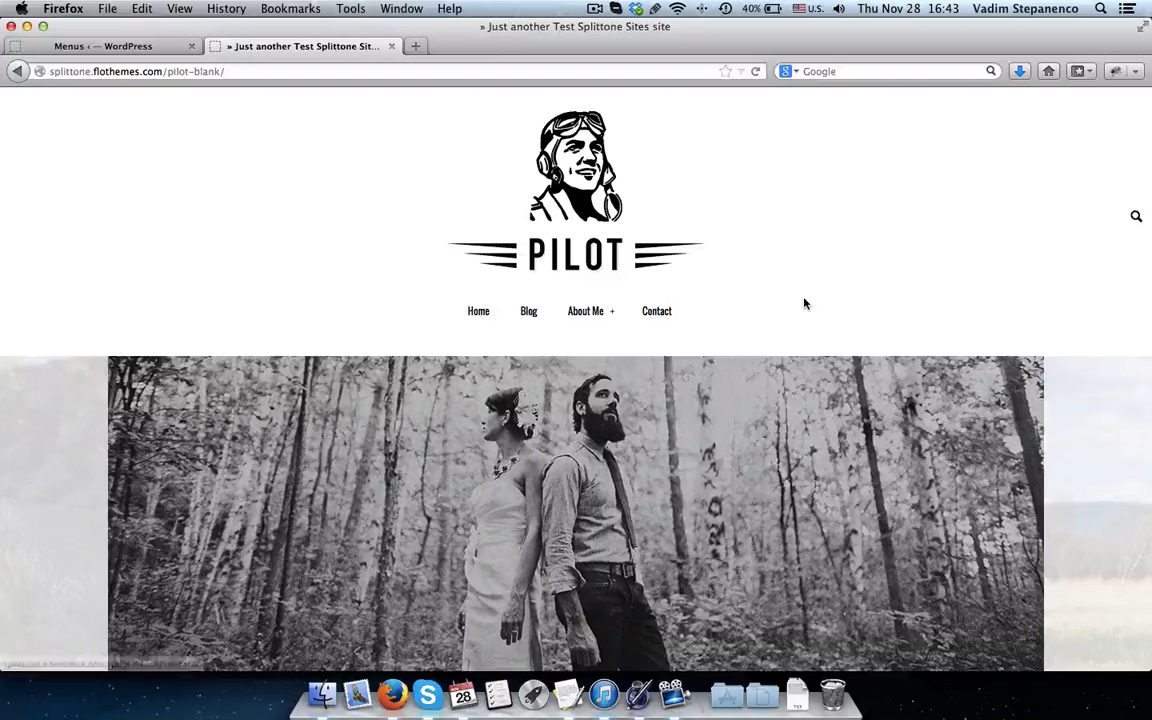 Firefox File Edit View History Bookmarks Tools Window Help 40% U.S. Thu Nov 28 16:43 Vadim Stepanenco
» Just another Test Splittone Sites site
Menus ‹ — WordPress » Just another Test Splittone Sit...
splittone.flothemes.com/pilot-blank/ Google
PILOT
Home Blog About Me + Contact
28
TXT